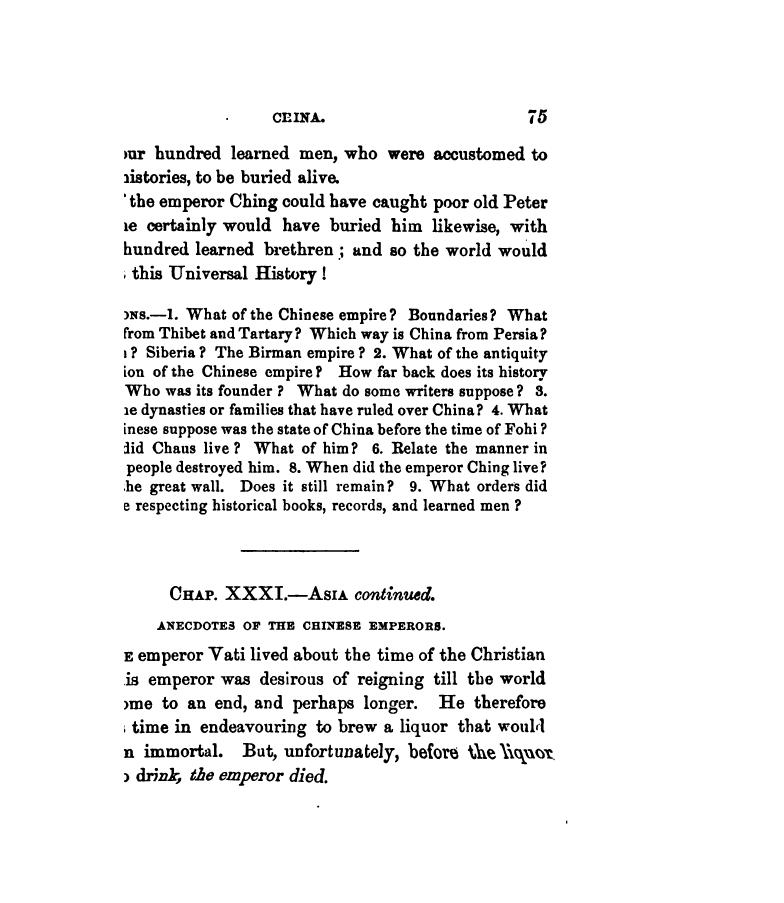 CHINA. 75
hundred learned men, who were accustomed to
histories, to be buried alive.
the emperor Ching could have caught poor old Peter
certainly would have buried him likewise, with
hundred learned brethren ; and so the world would
this Universal History !
1. What of the Chinese empire? Boundaries? What
from Thibet and Tartary? Which way is China from Persia?
? Siberia? The Birman empire? 2. What of the antiquity
ion of the Chinese empire? How far back does its history
Who was its founder ? What do some writers suppose? 3.
dynasties or families that have ruled over China? 4. What
inese suppose was the state of China before the time of Fohi?
did Chaus live? What of him? 6. Relate the manner in
people destroyed him. 8. When did the emperor Ching live?
he great wall. Does it still remain? 9. What orders did
e respecting historical books, records, and learned men ?
CHAP. XXXI.—ASIA continued.
ANECDOTES OF THE CHINESE EMPERORS.
E emperor Vati lived about the time of the Christian
is emperor was desirous of reigning till the world
me to an end, and perhaps longer. He therefore
time in endeavouring to brew a liquor that would
n immortal. But, unfortunately, before the liquor
drink, the emperor died.